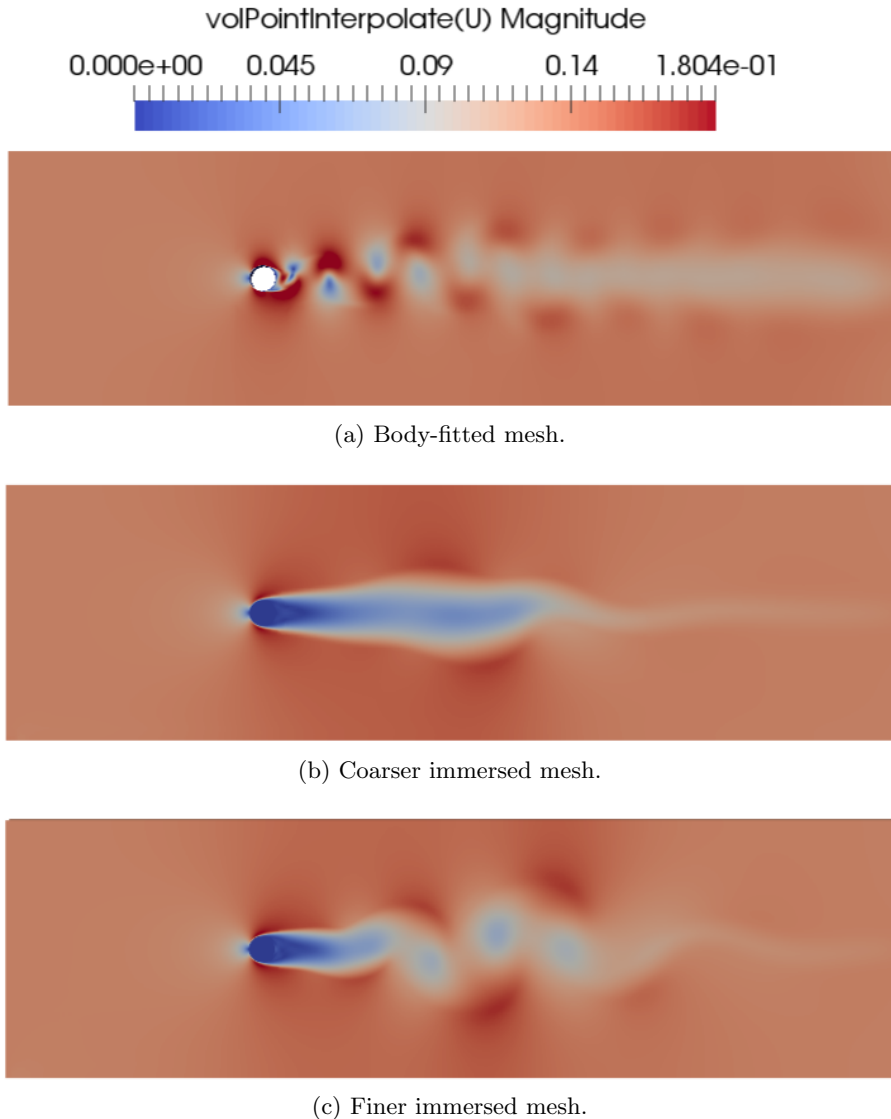 volPointInterpolate(U) Magnitude
0.000e+00 0.045 0.09 0.14 1.804e-01
(a) Body-fitted mesh.
(b) Coarser immersed mesh.
(c) Finer immersed mesh.